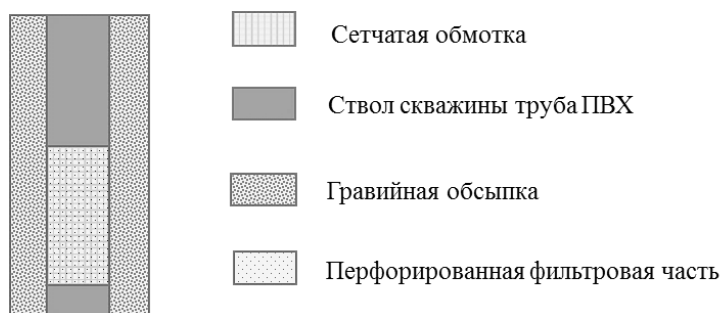 Сетчатая обмотка
Ствол скважины труба ПВХ
Гравийная обсыпка
Перфорированная фильтровая часть